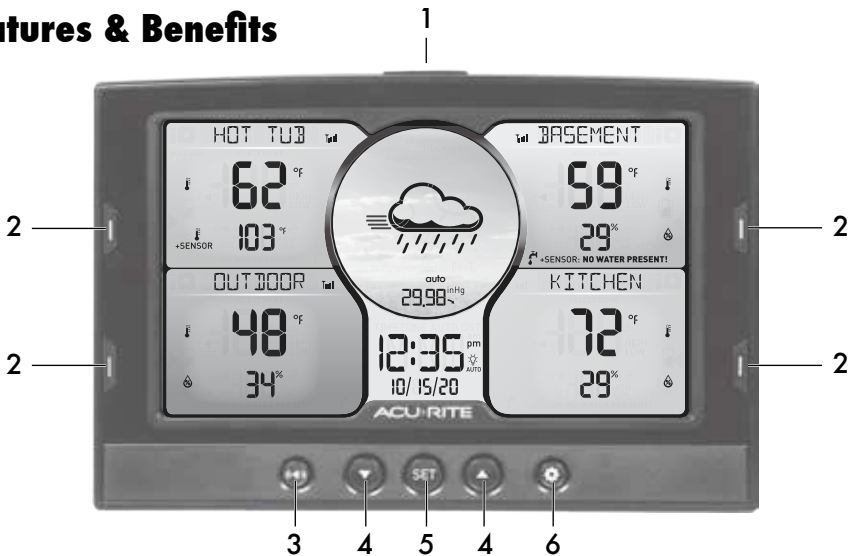 atures & Benefits
1
HOT TUB
62 °F
+SENSOR 103 °F
BASEMENT
59 °F
29%
+SENSOR: NO WATER PRESENT!
2
2
auto
29.98 inHg
OUTDOOR
48 °F
34%
KITCHEN
72 °F
29%
2
2
12:35 pm
AUTO
10/15/20
ACU RITE
SET
3
4
5
4
6